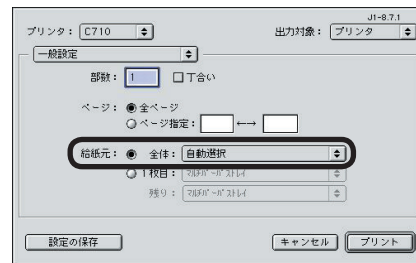 J1-8.7.1
プリンタ： C710 出力対象： プリンタ
一般設定
部数： 1 丁合い
ページ： 全ページ
ページ指定： ←→
給紙元： 全体： 自動選択
1枚目： マルチパーパストレイ
残り： マルチパーパストレイ
設定の保存 キャンセル プリント